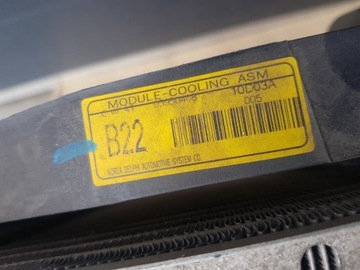 MODULE-COOLING ASM
10D03A
005
B22
KOREA DELPHI AUTOMOTIVE SYSTEM CO.